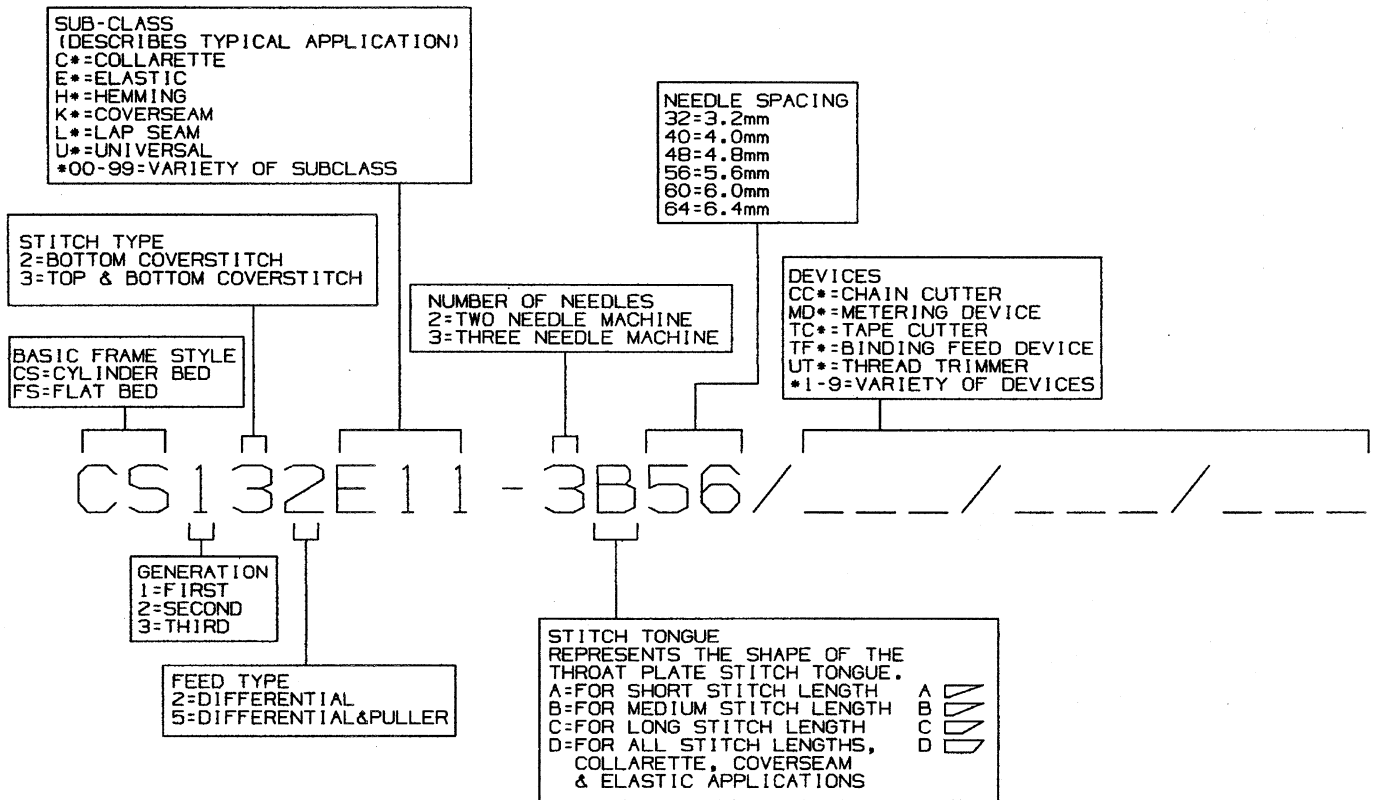 SUB-CLASS
(DESCRIBES TYPICAL APPLICATION)
C*=COLLARETTE
E*=ELASTIC
H*=HEMMING
K*=COVERSEAM
L*=LAP SEAM
U*=UNIVERSAL
*00-99=VARIETY OF SUBCLASS
NEEDLE SPACING
32=3.2mm
40=4.0mm
48=4.8mm
56=5.6mm
60=6.0mm
64=6.4mm
STITCH TYPE
2=BOTTOM COVERSTITCH
3=TOP & BOTTOM COVERSTITCH
NUMBER OF NEEDLES
2=TWO NEEDLE MACHINE
3=THREE NEEDLE MACHINE
DEVICES
CC*=CHAIN CUTTER
MD*=METERING DEVICE
TC*=TAPE CUTTER
TF*=BINDING FEED DEVICE
UT*=THREAD TRIMMER
*1-9=VARIETY OF DEVICES
BASIC FRAME STYLE
CS=CYLINDER BED
FS=FLAT BED
CS132E11-3B56/___/___/___
GENERATION
1=FIRST
2=SECOND
3=THIRD
FEED TYPE
2=DIFFERENTIAL
5=DIFFERENTIAL&PULLER
STITCH TONGUE
REPRESENTS THE SHAPE OF THE
THROAT PLATE STITCH TONGUE.
A=FOR SHORT STITCH LENGTH A
B=FOR MEDIUM STITCH LENGTH B
C=FOR LONG STITCH LENGTH C
D=FOR ALL STITCH LENGTHS, D
COLLARETTE, COVERSEAM
& ELASTIC APPLICATIONS